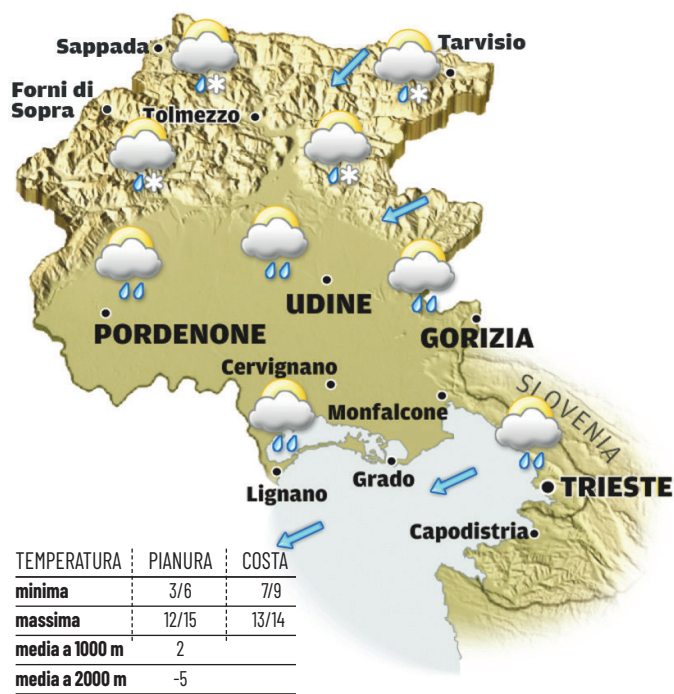 Sappada
Tarvisio
Forni di
Sopra
Tolmezzo
UDINE
PORDENONE
GORIZIA
Cervignano
SLOVENIA
Monfalcone
Grado
Lignano
TRIESTE
Capodistria
TEMPERATURA PIANURA COSTA
minima 3/6 7/9
massima 12/15 13/14
media a 1000 m 2
media a 2000 m -5